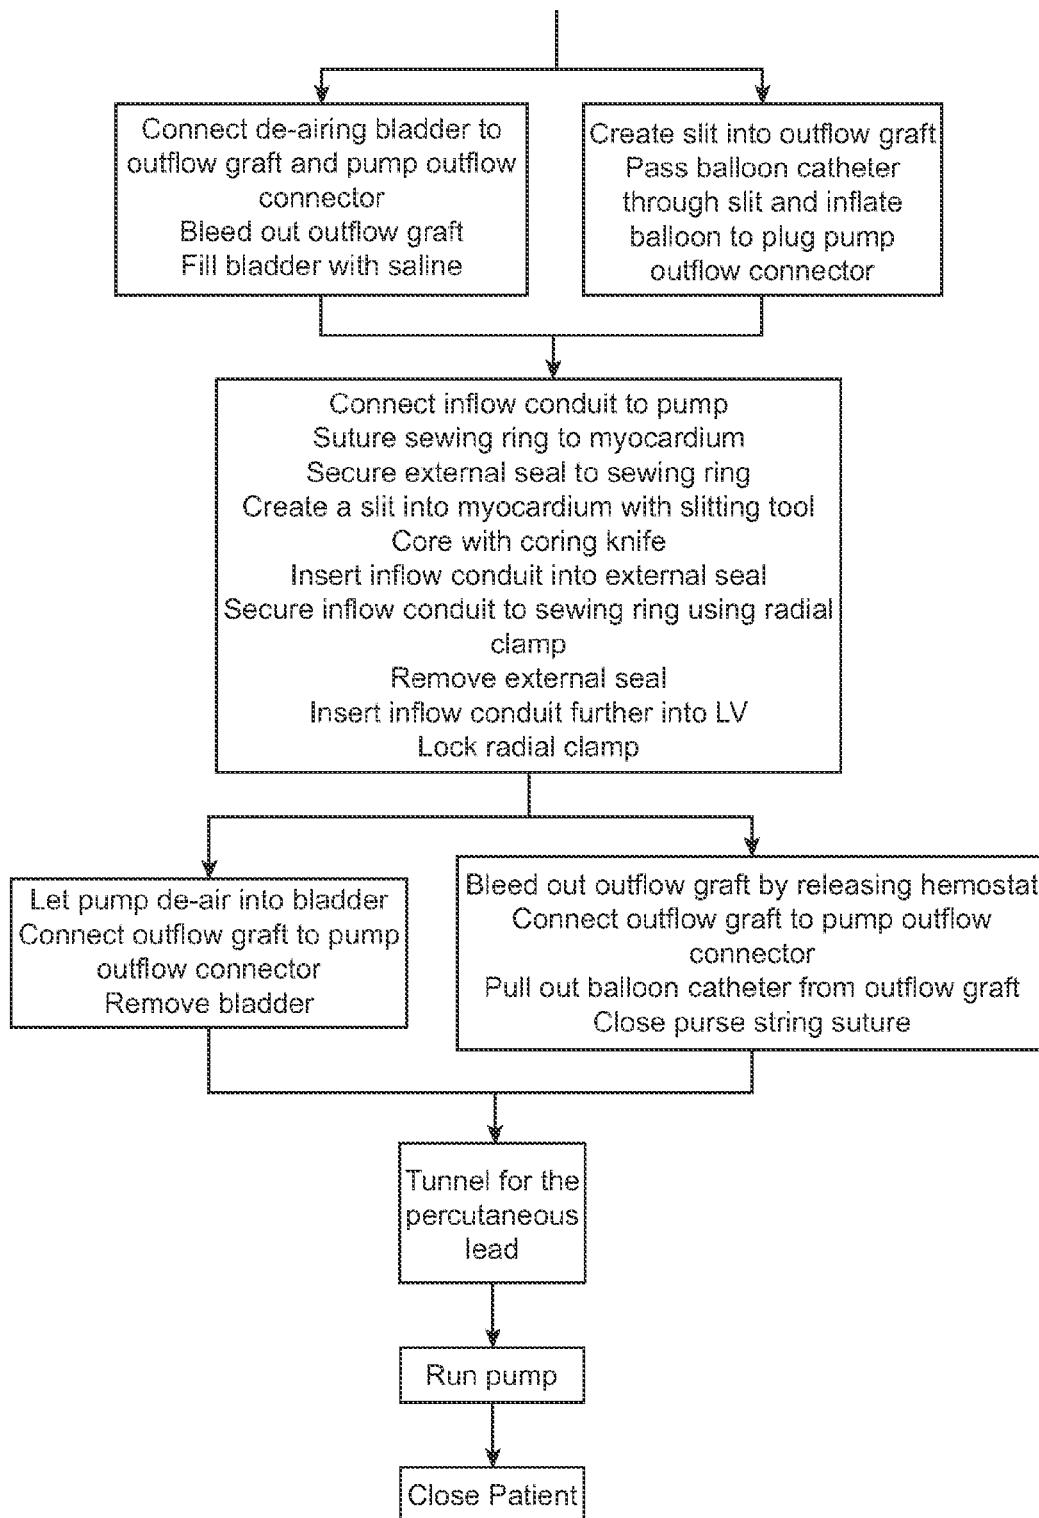 Connect de-airing bladder to
outflow graft and pump outflow
connector
Bleed out outflow graft
Fill bladder with saline
Create slit into outflow graft
Pass balloon catheter
through slit and inflate
balloon to plug pump
outflow connector
Connect inflow conduit to pump
Suture sewing ring to myocardium
Secure external seal to sewing ring
Create a slit into myocardium with slitting tool
Core with coring knife
Insert inflow conduit into external seal
Secure inflow conduit to sewing ring using radial
clamp
Remove external seal
Insert inflow conduit further into LV
Lock radial clamp
Let pump de-air into bladder
Connect outflow graft to pump
outflow connector
Remove bladder
Bleed out outflow graft by releasing hemostat
Connect outflow graft to pump outflow
connector
Pull out balloon catheter from outflow graft
Close purse string suture
Tunnel for the
percutaneous
lead
Run pump
Close Patient